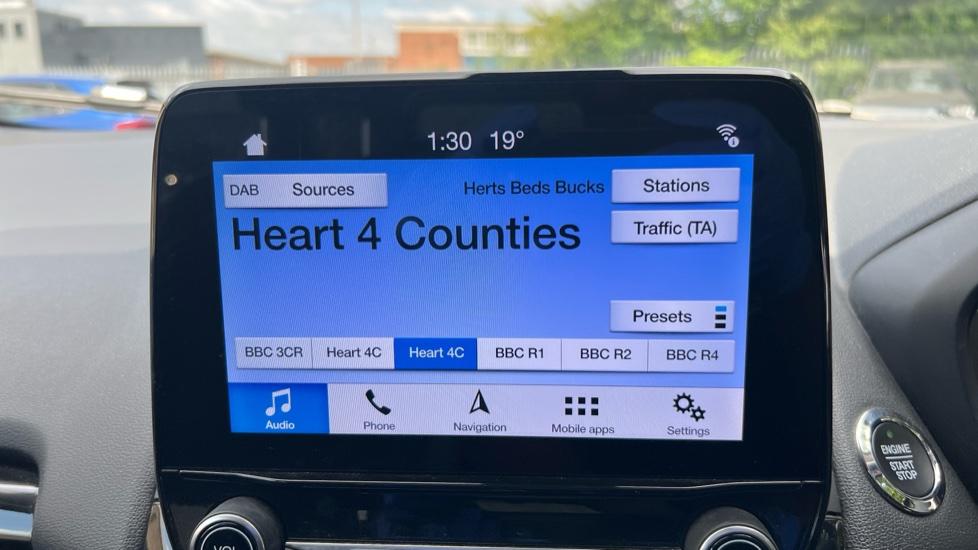 1:30 19°
DAB Sources
Herts Beds Bucks
Stations
Heart 4 Counties
Traffic (TA)
Presets
BBC 3CR Heart 4C Heart 4C BBC R1 BBC R2 BBC R4
Audio Phone Navigation Mobile apps Settings
ENGINE
START
STOP
VOL